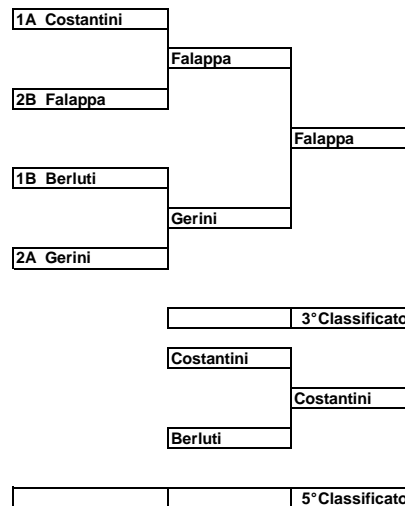 1A Costantini
Falappa
2B Falappa
Falappa
1B Berluti
Gerini
2A Gerini
3°Classificato
Costantini
Costantini
Berluti
5°Classificato